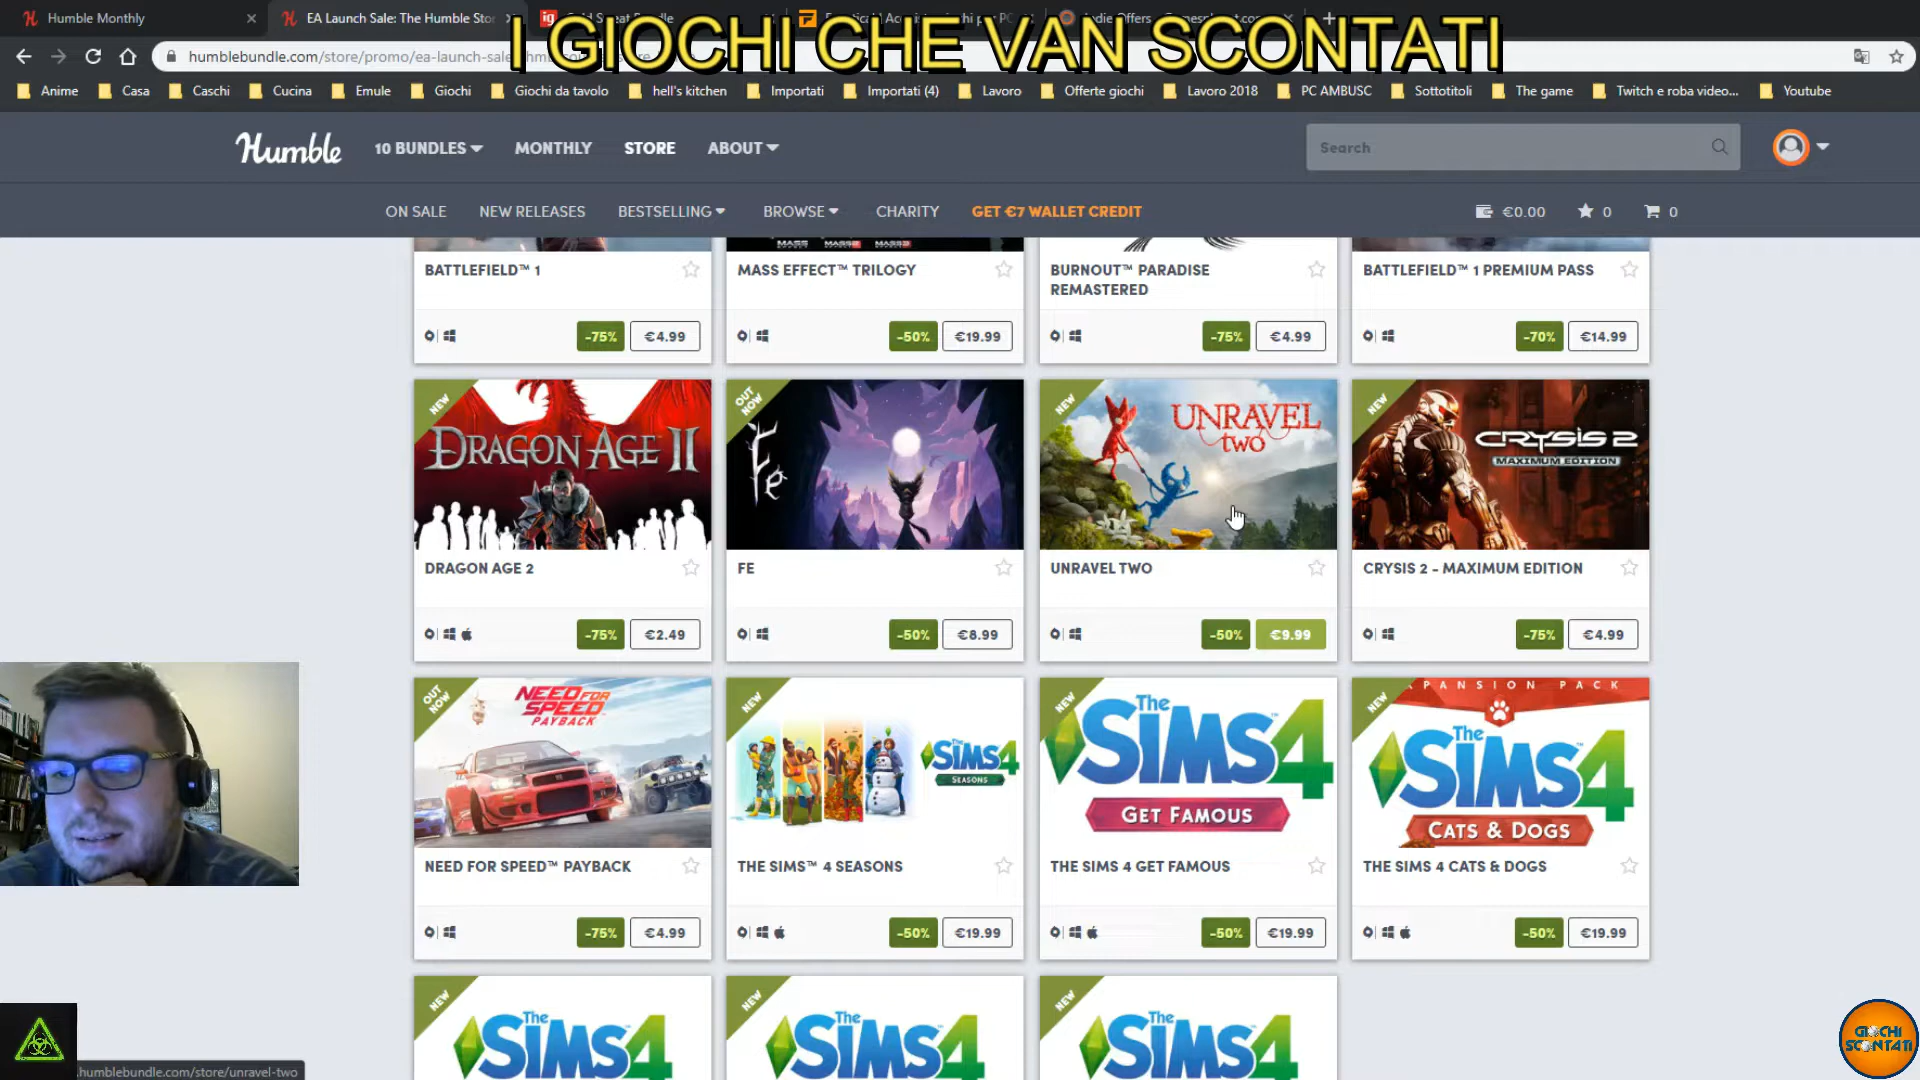 Humble Monthly
EA Launch Sale: The Humble Sto
I GIOCHI CHE VAN SCONTATI
humblebundle.com/store/promo/ea-launch-sale
Anime Casa Caschi Cucina Emule Giochi Giochi da tavolo hell's kitchen Importati Importati (4) Lavoro Offerte giochi Lavoro 2018 PC AMBUSC Sottotitoli The game Twitch e roba video... Youtube
Humble 10 BUNDLES MONTHLY STORE ABOUT Search
ON SALE NEW RELEASES BESTSELLING BROWSE CHARITY GET €7 WALLET CREDIT €0.00 0 0
MASS MASS MASS
BATTLEFIELD™ 1
-75% €4.99
MASS EFFECT™ TRILOGY
-50% €19.99
BURNOUT™ PARADISE
REMASTERED
-75% €4.99
BATTLEFIELD™ 1 PREMIUM PASS
-70% €14.99
NEW
DRAGON AGE II
DRAGON AGE 2
-75% €2.49
OUT
NOW
Fe
FE
-50% €8.99
NEW
UNRAVEL
TWO
UNRAVEL TWO
-50% €9.99
NEW
CRYSIS 2
MAXIMUM EDITION
CRYSIS 2 - MAXIMUM EDITION
-75% €4.99
OUT
NOW
NEED FOR
SPEED
PAYBACK
NEED FOR SPEED™ PAYBACK
-75% €4.99
NEW
The
SIMS 4
SEASONS
THE SIMS™ 4 SEASONS
-50% €19.99
NEW
The
SIMS 4
GET FAMOUS
THE SIMS 4 GET FAMOUS
-50% €19.99
NEW
XPANSION PACK
The
SIMS 4
CATS & DOGS
THE SIMS 4 CATS & DOGS
-50% €19.99
NEW
The
SIMS 4
NEW
The
SIMS 4
NEW
The
SIMS 4
GIOCHI
SCONTATI
humblebundle.com/store/unravel-two